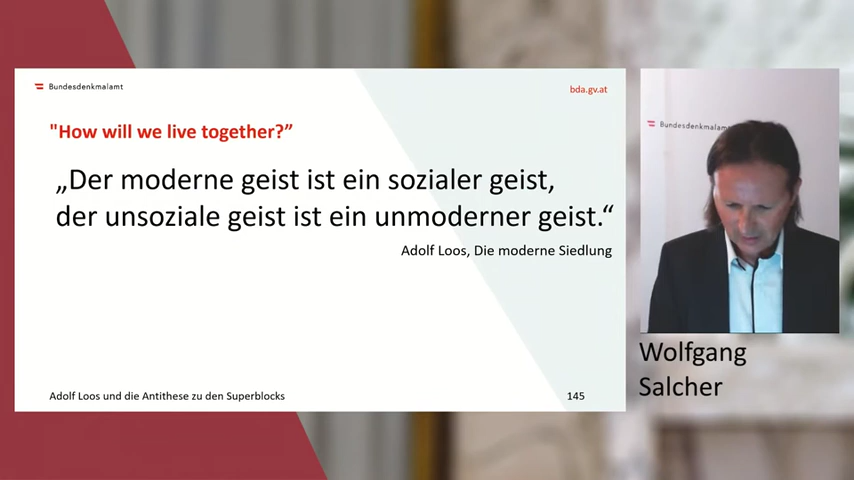 Bundesdenkmalamt
bda.gv.at
"How will we live together?”
„Der moderne geist ist ein sozialer geist,
der unsoziale geist ist ein unmoderner geist.“
Adolf Loos, Die moderne Siedlung
Adolf Loos und die Antithese zu den Superblocks
145
Bundesdenkmalam
Wolfgang
Salcher